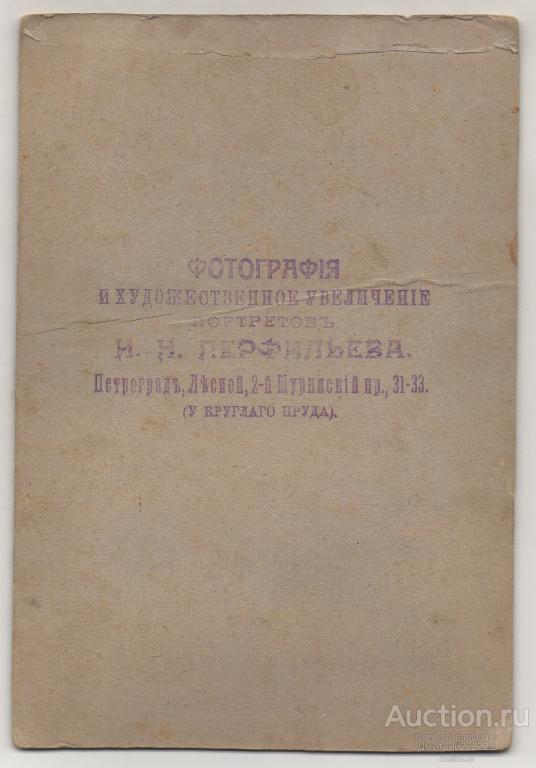 ФОТОГРАФІЯ
И ХУДОЖЕСТВЕННОЕ УВЕЛИЧЕНІЕ
ПОРТРЕТОВЪ
Н. Н. ПЕРФИЛЬЕВА.
Петроградъ, Лѣсной, 2-й Муринскій пр., 31-33.
(У КРУГЛАГО ПРУДА).
Auction.ru